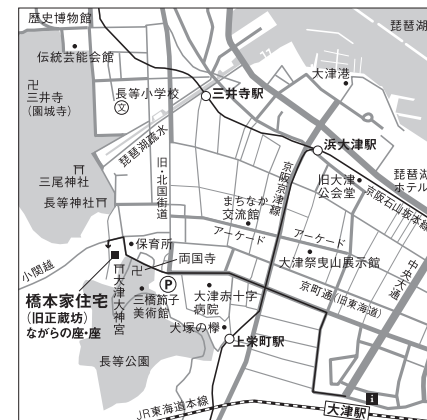 歴史博物館
琵琶湖
伝統芸能会館
大津港
卍
三井寺
(園城寺)
長等小学校
文
三井寺駅
琵琶湖疏水
浜大津駅
旧・北国街道
京阪京津線
旧大津
公会堂
琵琶湖
ホテル
京阪石山坂本線
三尾神社
長等神社
まちなか
交流館
アーケード
アーケード
大津祭曳山展示館
中央大通
保育所
卍
両国寺
小関越
P
京町通(旧東海道)
橋本家住宅
(旧正蔵坊)
ながらの座・座
大津大神宮
三橋節子
美術館
大津赤十字
病院
犬塚の欅
上栄町駅
長等公園
i
JR東海道本線
大津駅